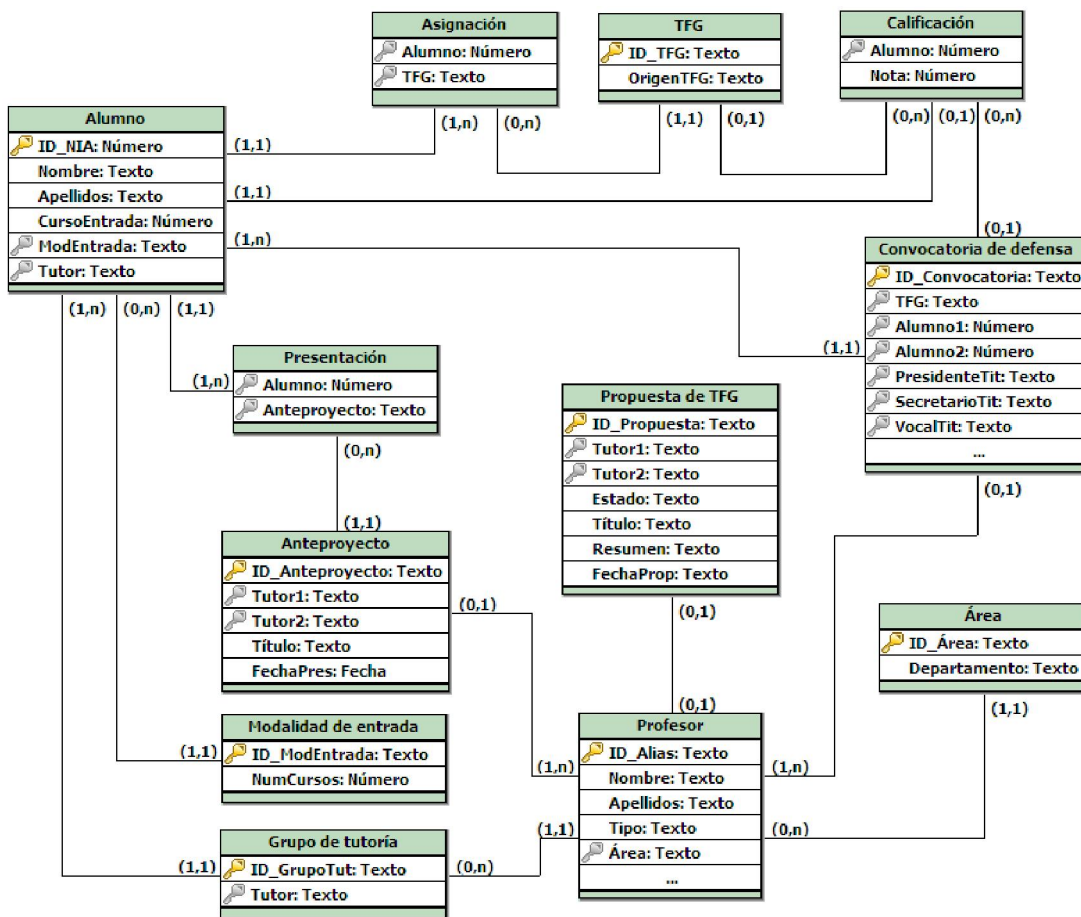 Asignación
Alumno: Número
TFG: Texto
(1,n)
(0,n)
TFG
ID_TFG: Texto
OrigenTFG: Texto
(1,1)
(0,1)
Calificación
Alumno: Número
Nota: Número
(0,n)
(0,1)
(0,n)
Alumno
ID_NIA: Número
Nombre: Texto
Apellidos: Texto
CursoEntrada: Número
ModEntrada: Texto
Tutor: Texto
(1,1)
(1,1)
(1,n)
(1,n)
(0,n)
(1,1)
(0,1)
Convocatoria de defensa
ID_Convocatoria: Texto
TFG: Texto
Alumno1: Número
Alumno2: Número
PresidenteTit: Texto
SecretarioTit: Texto
VocalTit: Texto
...
(1,1)
(0,1)
Presentación
Alumno: Número
Anteproyecto: Texto
(1,n)
(0,n)
Propuesta de TFG
ID_Propuesta: Texto
Tutor1: Texto
Tutor2: Texto
Estado: Texto
Título: Texto
Resumen: Texto
FechaProp: Texto
(0,1)
(1,1)
Anteproyecto
ID_Anteproyecto: Texto
Tutor1: Texto
Tutor2: Texto
Título: Texto
FechaPres: Fecha
(0,1)
Área
ID_Área: Texto
Departamento: Texto
(1,1)
Modalidad de entrada
ID_ModEntrada: Texto
NumCursos: Número
(1,1)
(0,1)
Profesor
ID_Alias: Texto
Nombre: Texto
Apellidos: Texto
Tipo: Texto
Área: Texto
...
(1,n)
(1,n)
(1,1)
(0,n)
Grupo de tutoría
ID_GrupoTut: Texto
Tutor: Texto
(1,1)
(0,n)